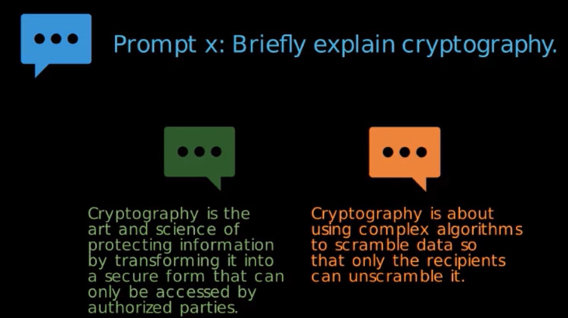 Prompt x: Briefly explain cryptography.
Cryptography is the
art and science of
protecting information
by transforming it into
a secure form that can
only be accessed by
authorized parties.
Cryptography is about
using complex algorithms
to scramble data so
that only the recipients
can unscramble it.